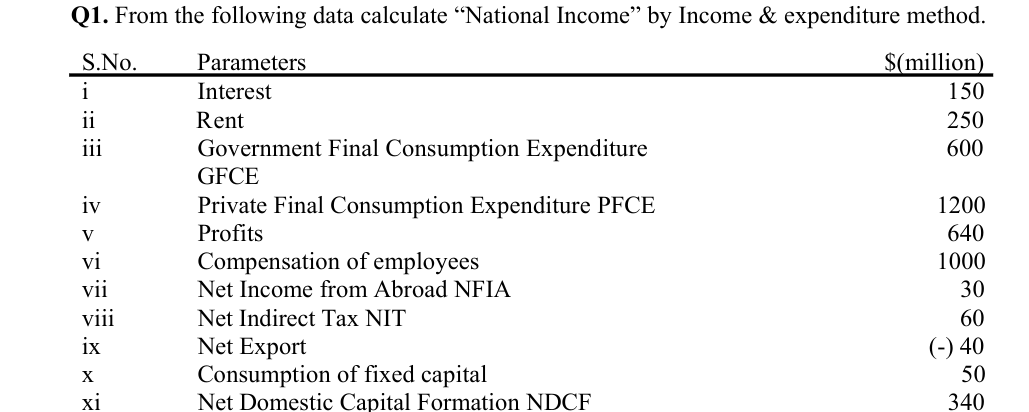 Q1. From the following data calculate “National Income” by Income & expenditure method.
S.No. Parameters $(million)
i Interest 150
ii Rent 250
iii Government Final Consumption Expenditure 600
GFCE
iv Private Final Consumption Expenditure PFCE 1200
v Profits 640
vi Compensation of employees 1000
vii Net Income from Abroad NFIA 30
viii Net Indirect Tax NIT 60
ix Net Export (-) 40
x Consumption of fixed capital 50
xi Net Domestic Capital Formation NDCF 340